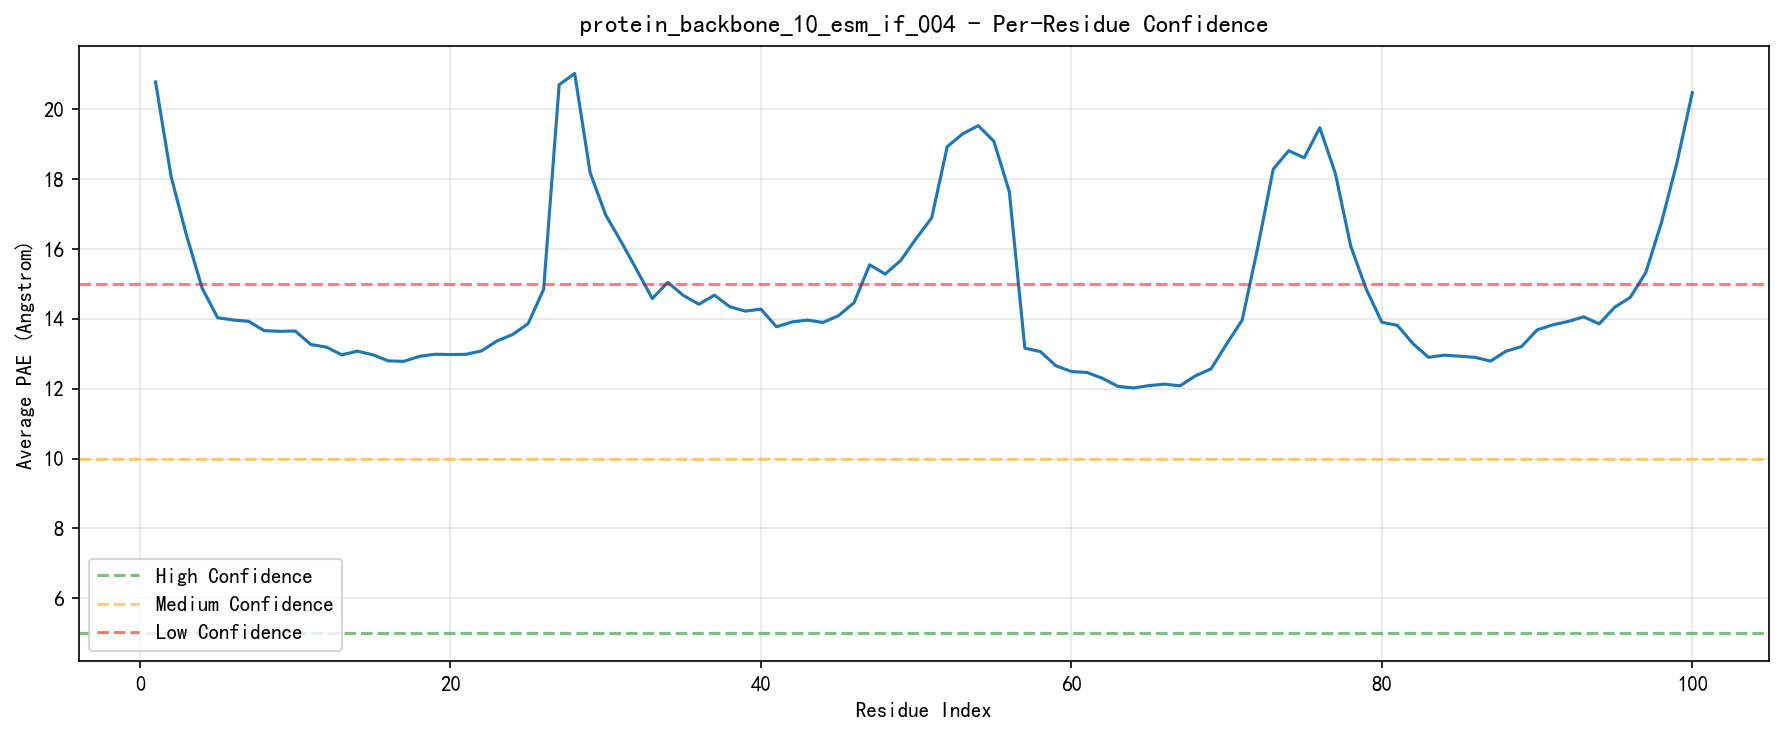 protein_backbone_10_esm_if_004 - Per-Residue Confidence
Average PAE (Angstrom)
20
18
16
14
12
10
8
6
High Confidence
Medium Confidence
Low Confidence
0 20 40 60 80 100
Residue Index